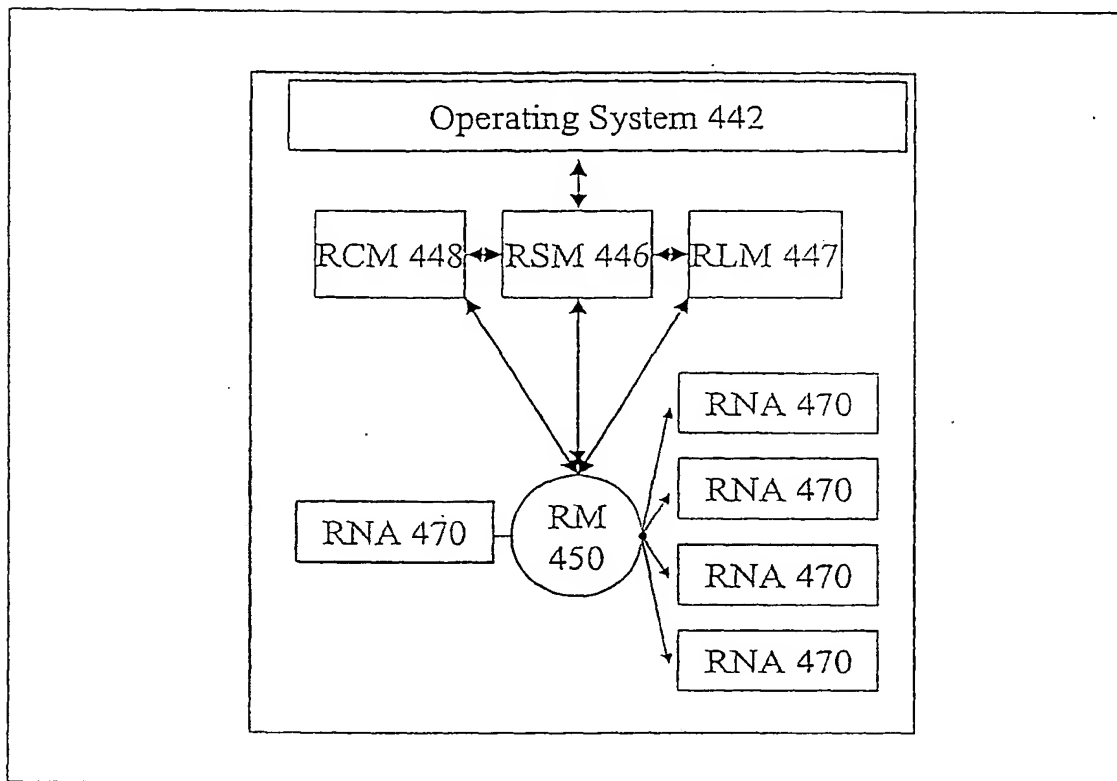 Operating System 442
RCM 448
RSM 446
RLM 447
RNA 470
RNA 470
RNA 470
RM
450
RNA 470
RNA 470